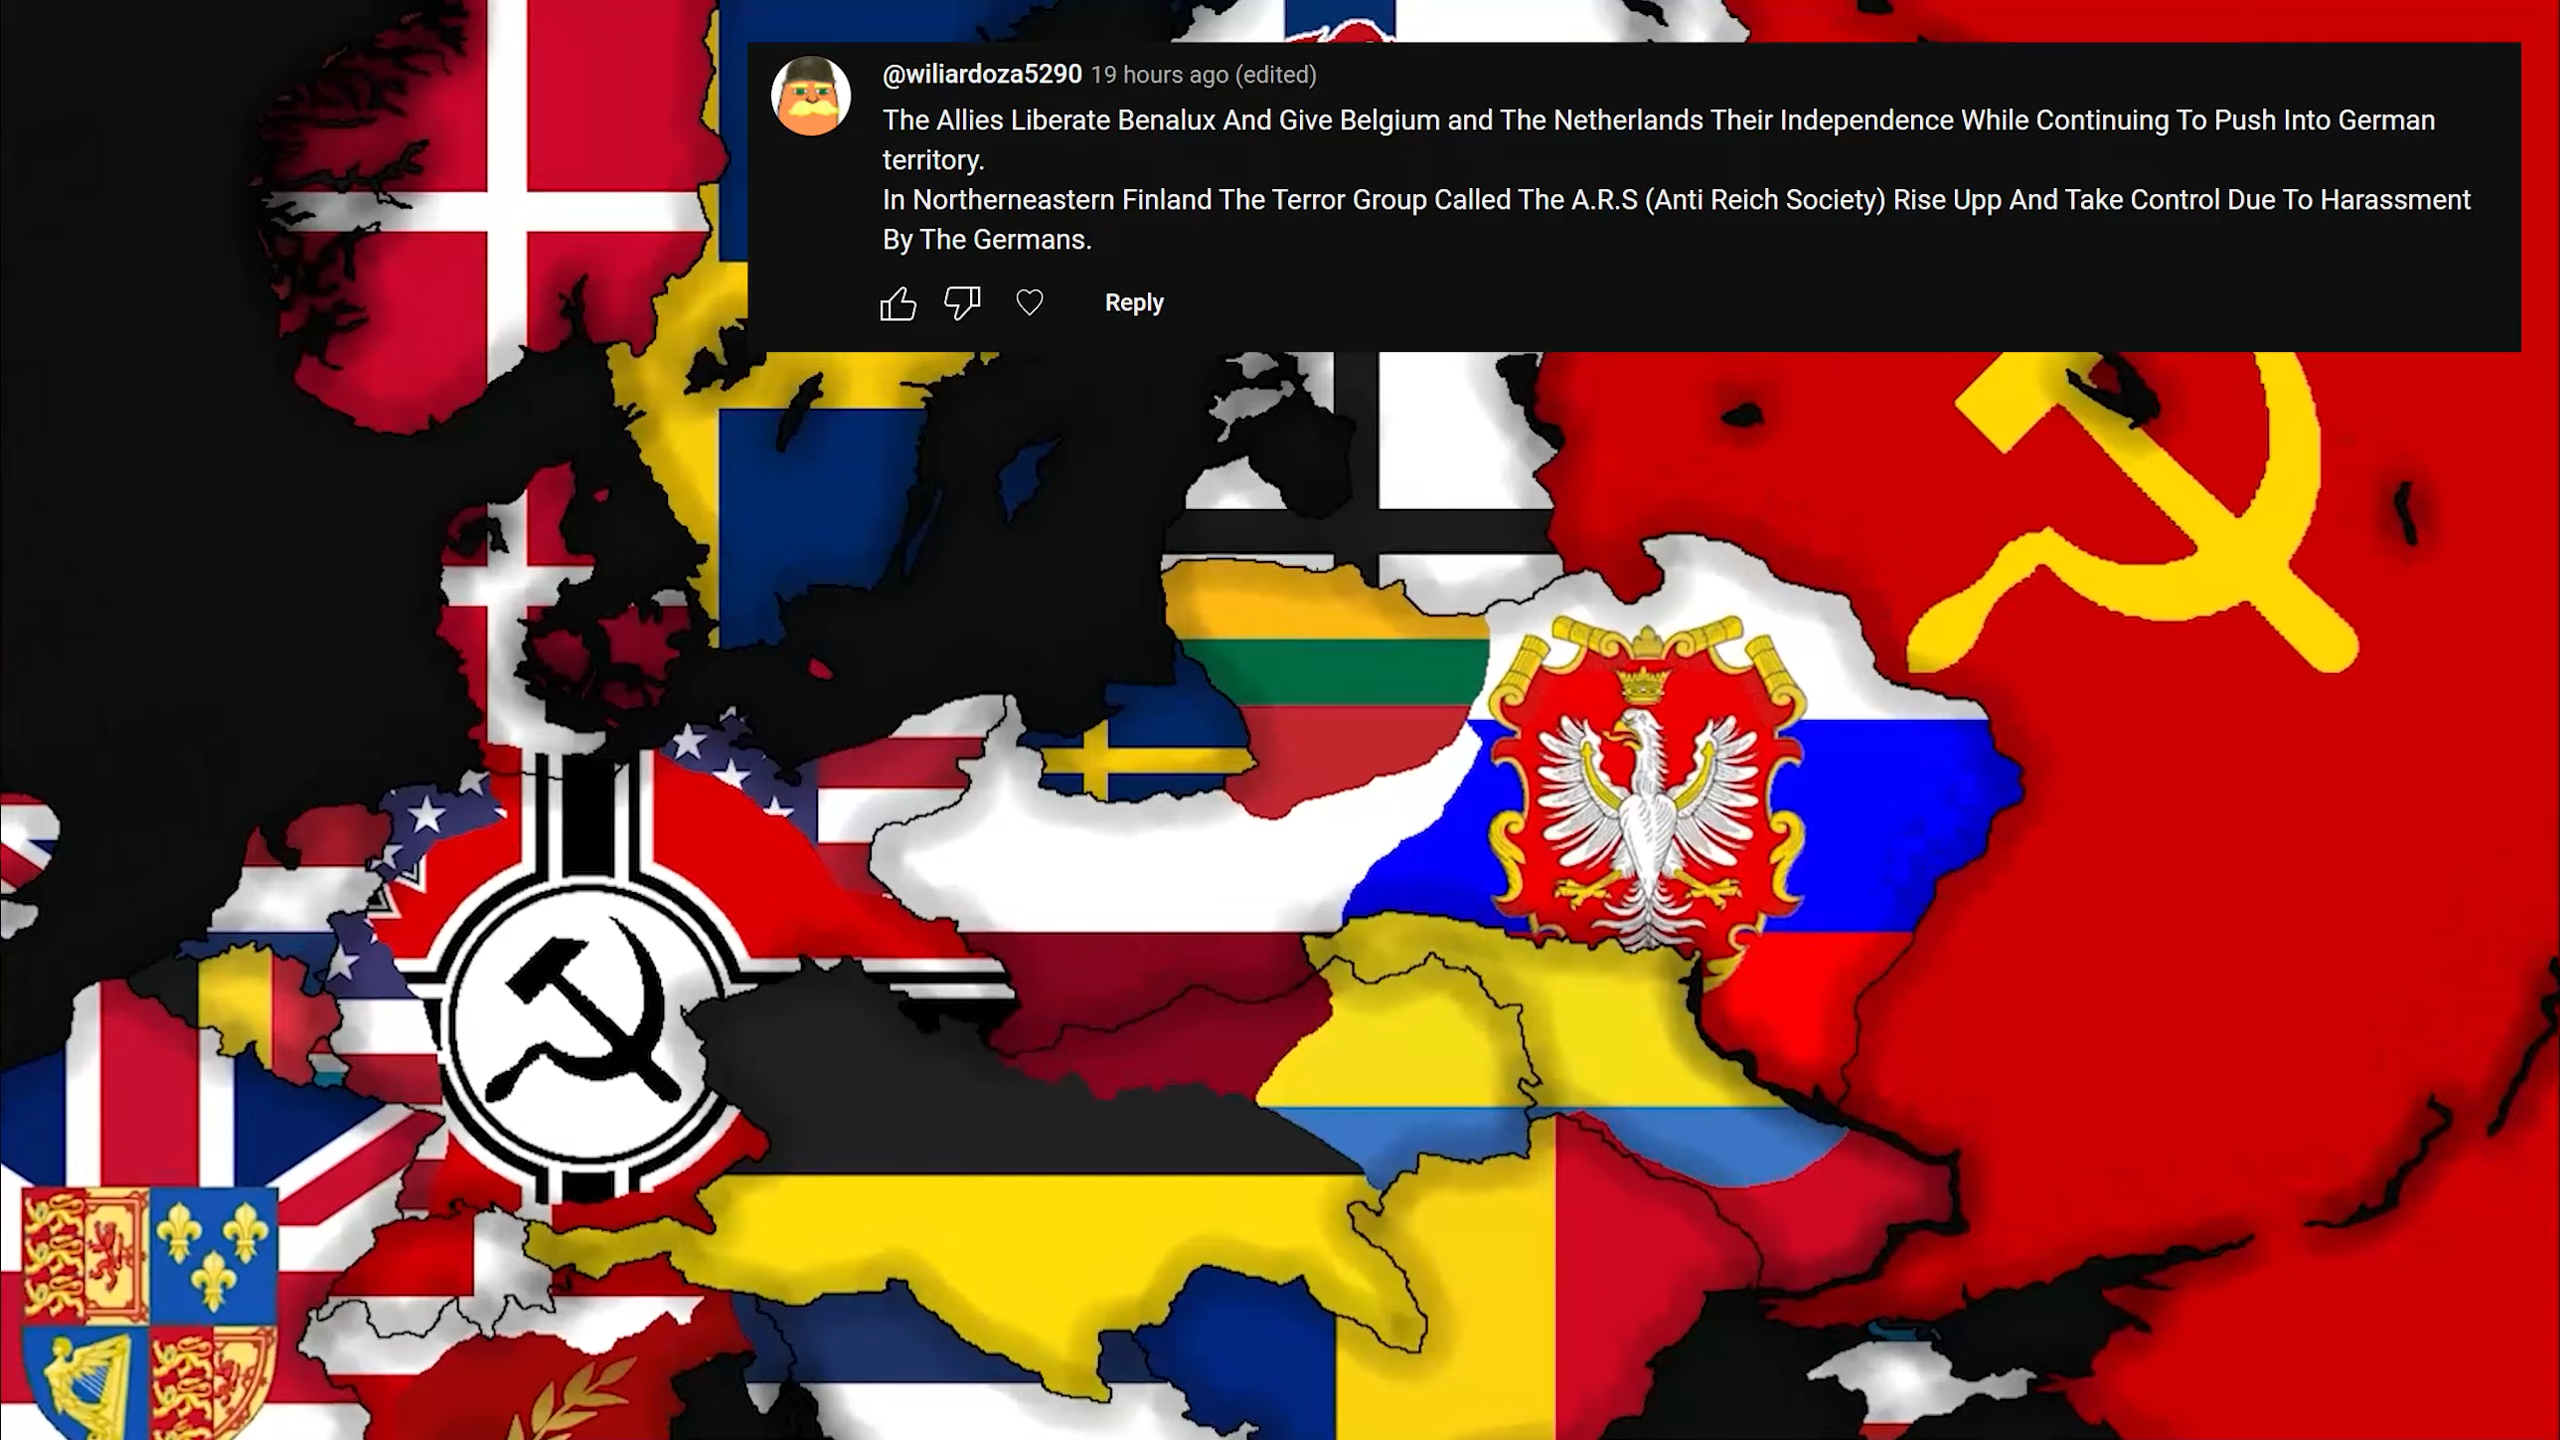 @wiliardoza5290 19 hours ago (edited)
The Allies Liberate Benalux And Give Belgium and The Netherlands Their Independence While Continuing To Push Into German
territory.
In Northerneastern Finland The Terror Group Called The A.R.S (Anti Reich Society) Rise Upp And Take Control Due To Harassment
By The Germans.
Reply